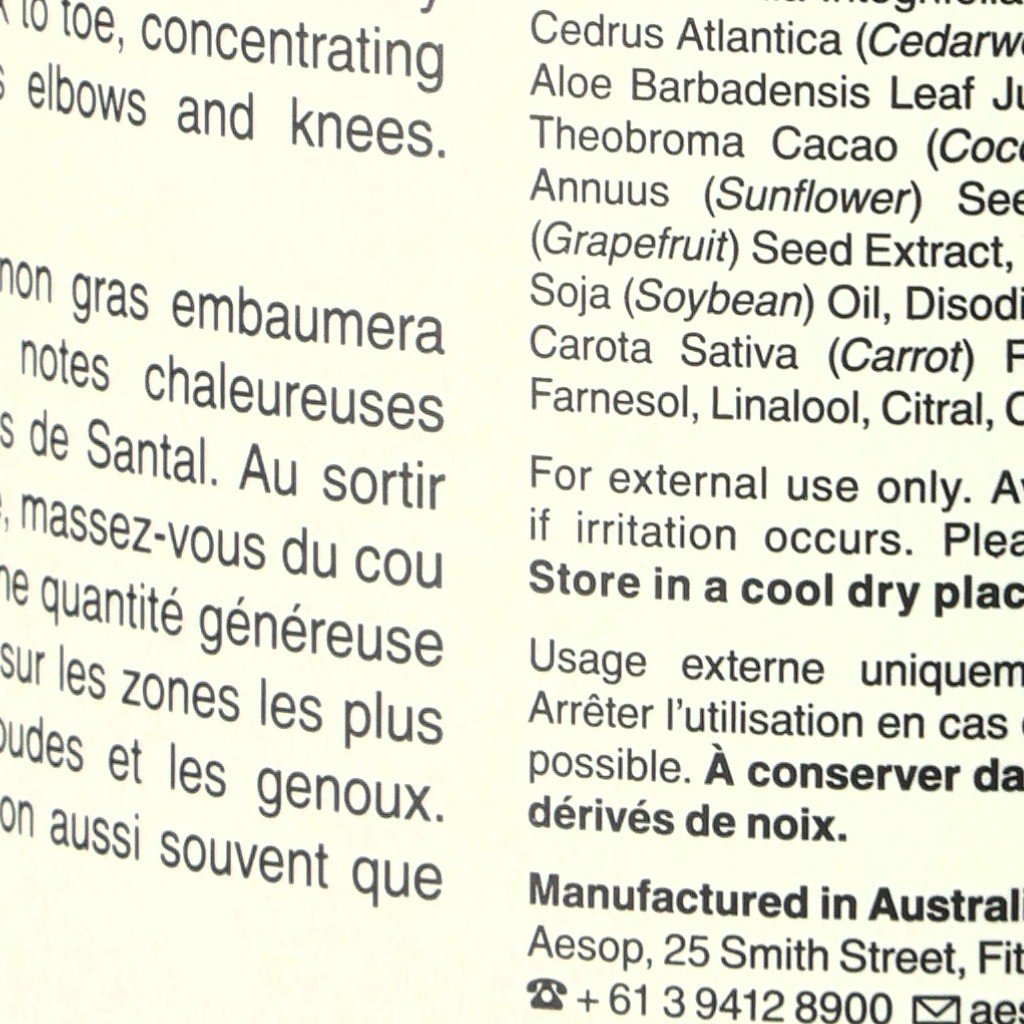 to toe, concentrating
elbows and knees.
non gras embaumera
notes chaleureuses
de Santal. Au sortir
massez-vous du cou
quantité généreuse
sur les zones les plus
et les genoux.
aussi souvent que
Cedrus Atlantica
Aloe Barbadensis Leaf
Theobroma Cacao
Annuus (Sunflower)
(Grapefruit) Seed Extract,
Soja (Soybean) Oil,
Carota Sativa (Carrot)
Farnesol, Linalool, Citral,
For external use only.
if irritation occurs.
Store in a cool dry
Usage externe
Arrêter l'utilisation en cas
possible. À conserver
dérivés de noix.
Manufactured in
Aesop, 25 Smith Street,
☎ + 61 3 9412 8900 ✉